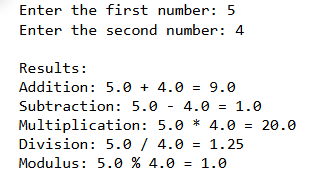 Enter the first number: 5
Enter the second number: 4

Results:
Addition: 5.0 + 4.0 = 9.0
Subtraction: 5.0 - 4.0 = 1.0
Multiplication: 5.0 * 4.0 = 20.0
Division: 5.0 / 4.0 = 1.25
Modulus: 5.0 % 4.0 = 1.0